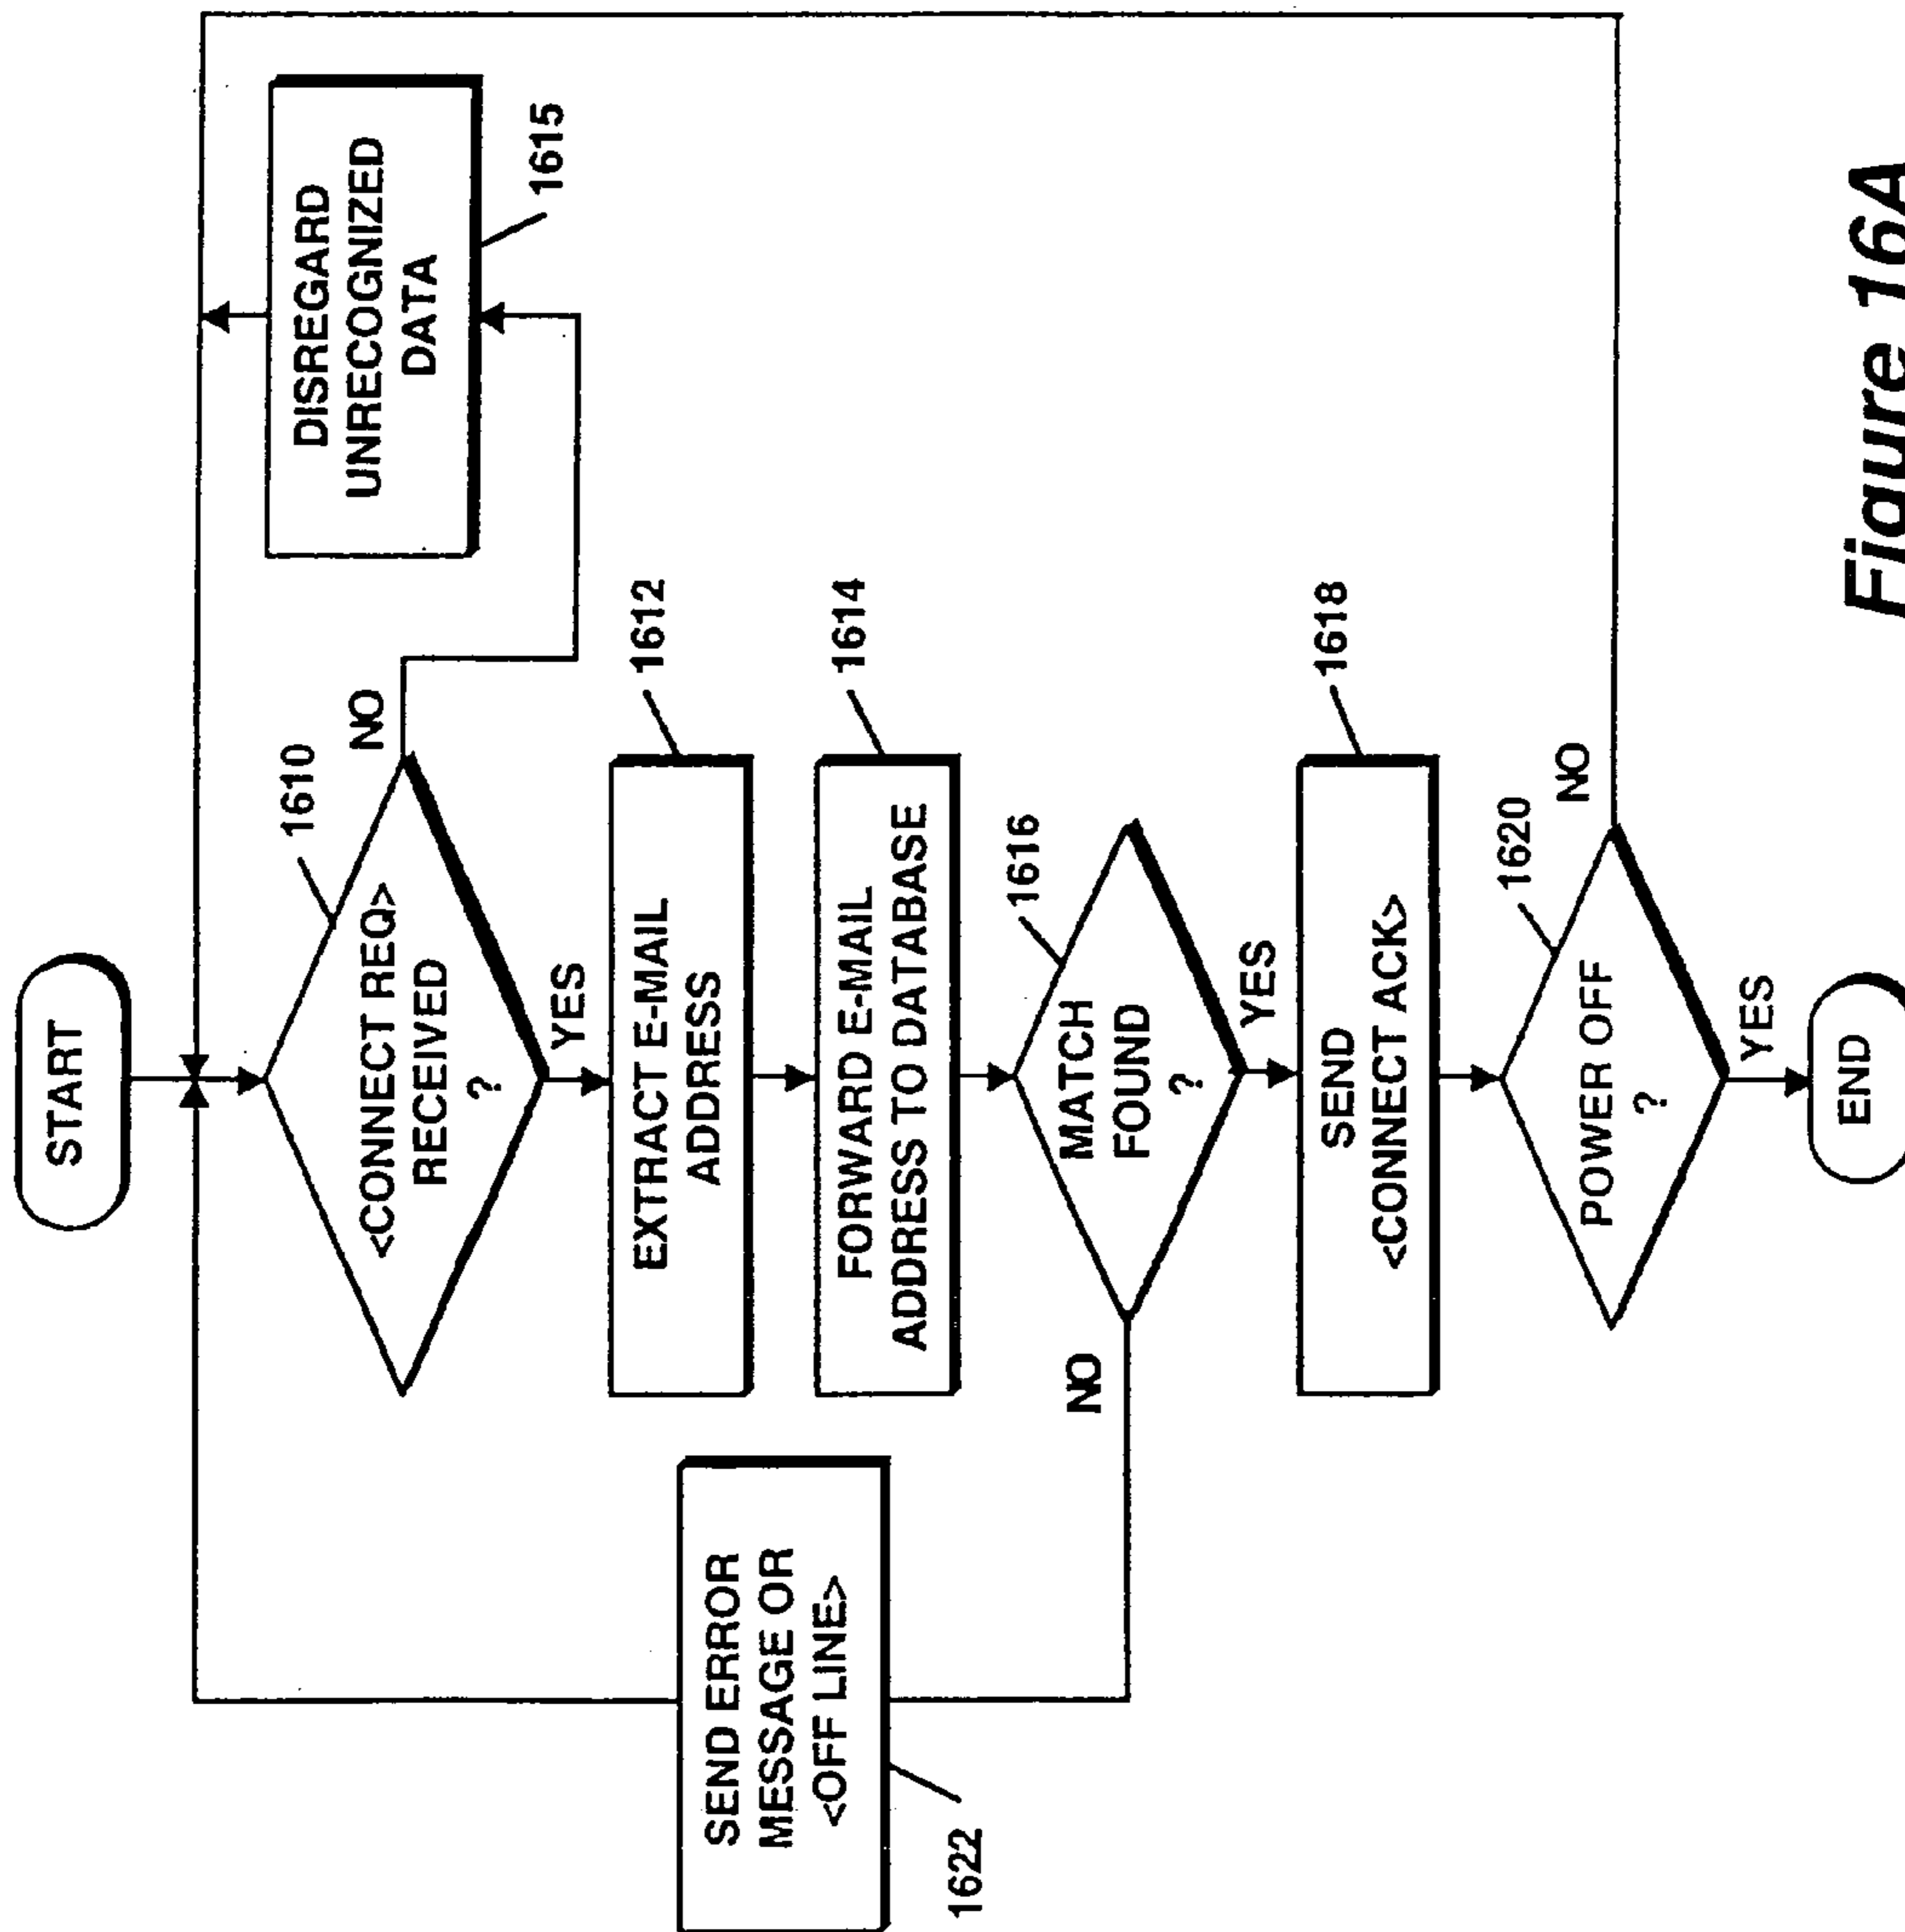 START
1610
<CONNECT REQ>
RECEIVED
?
NO
YES
DISREGARD
UNRECOGNIZED
DATA
1615
EXTRACT E-MAIL
ADDRESS
1612
FORWARD E-MAIL
ADDRESS TO DATABASE
1614
MATCH
FOUND
?
1616
NO
YES
SEND ERROR
MESSAGE OR
<OFF LINE>
1622
SEND
<CONNECT ACK>
1618
POWER OFF
?
1620
NO
YES
END
Figure 16A